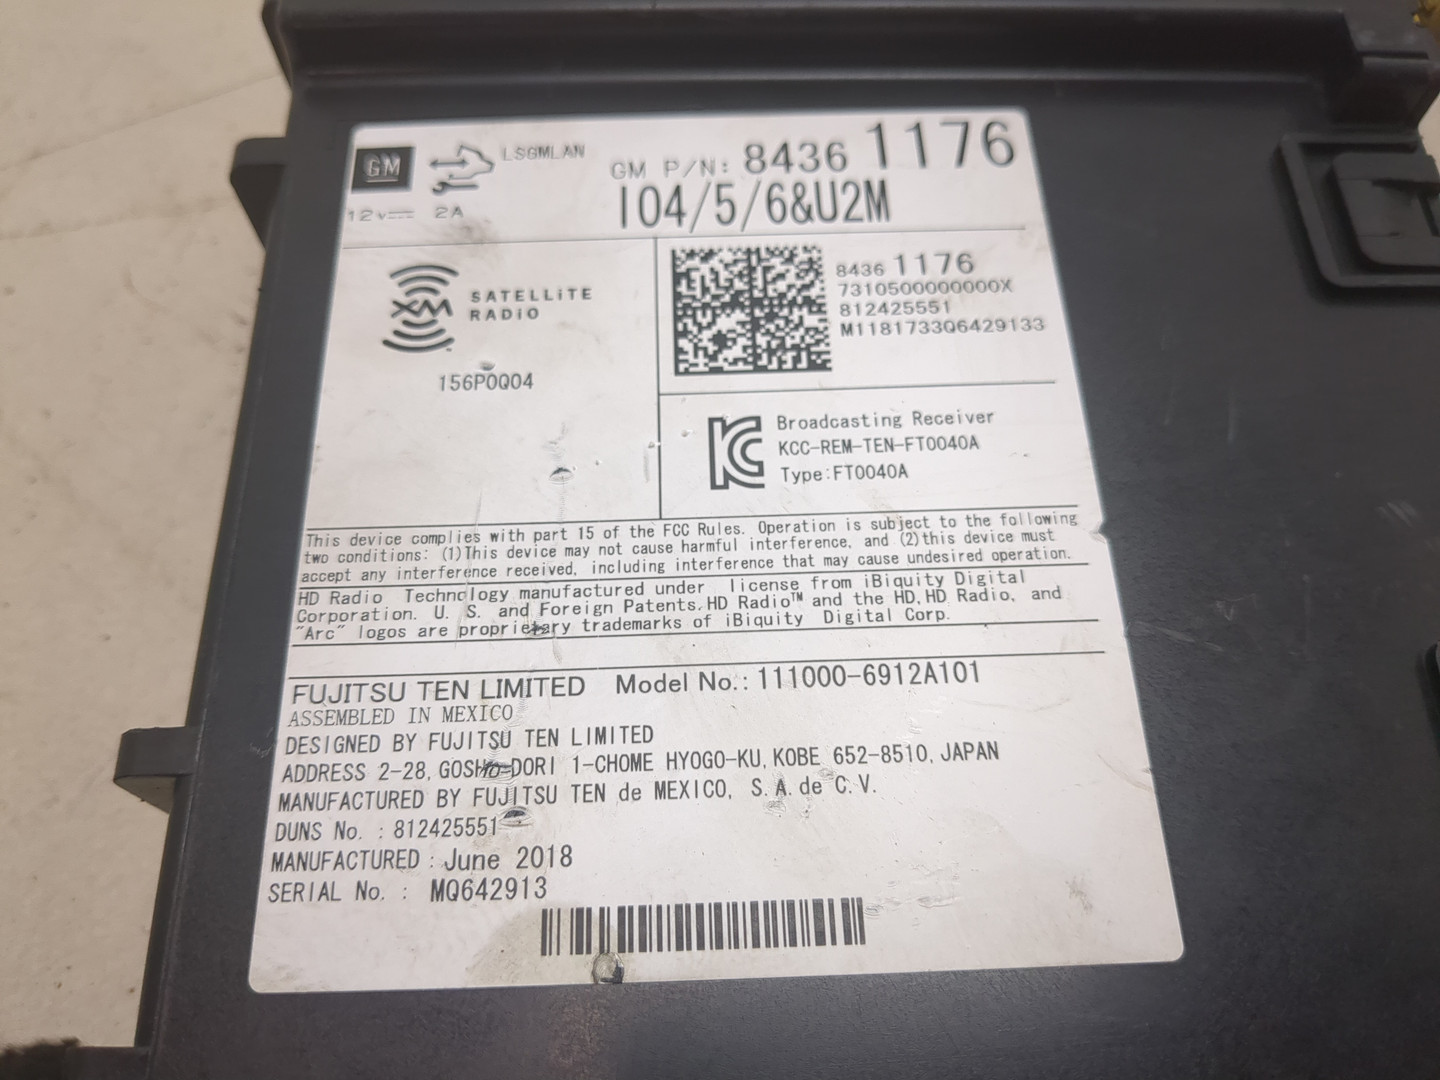 GM
LSGMLAN
GM P/N: 8436 1176
12v 2A
IO4/5/6&U2M
XM SATELLiTE RADiO
156P0Q04
8436 1176
7310500000000X
812425551
M1181733Q6429133
KC
Broadcasting Receiver
KCC-REM-TEN-FT0040A
Type:FT0040A
This device complies with part 15 of the FCC Rules. Operation is subject to the following
two conditions: (1)This device may not cause harmful interference, and (2)this device must
accept any interference received, including interference that may cause undesired operation.
HD Radio Technology manufactured under license from iBiquity Digital
Corporation. U. S. and Foreign Patents. HD Radio™ and the HD, HD Radio, and
"Arc" logos are proprietary trademarks of iBiquity Digital Corp.
FUJITSU TEN LIMITED Model No.: 111000-6912A101
ASSEMBLED IN MEXICO
DESIGNED BY FUJITSU TEN LIMITED
ADDRESS 2-28, GOSHO-DORI 1-CHOME HYOGO-KU, KOBE 652-8510, JAPAN
MANUFACTURED BY FUJITSU TEN de MEXICO, S. A. de C. V.
DUNS No. : 812425551
MANUFACTURED : June 2018
SERIAL No. : MQ642913